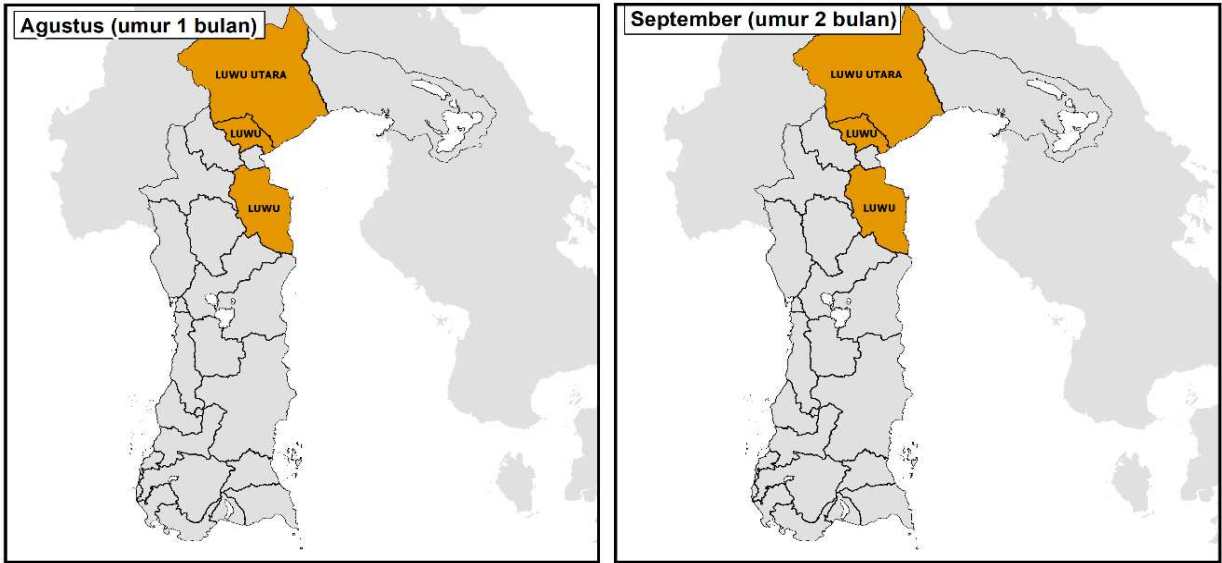 Agustus (umur 1 bulan)
LUWU UTARA
LUWU
LUWU
September (umur 2 bulan)
LUWU UTARA
LUWU
LUWU